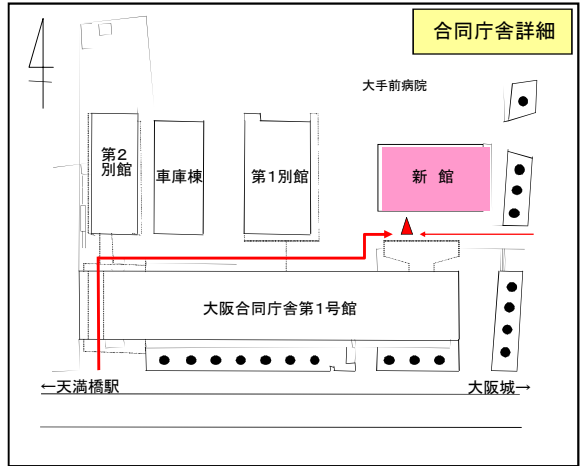 合同庁舎詳細
大手前病院
第2
別館
車庫棟
第1別館
新 館
大阪合同庁舎第1号館
←天満橋駅
大阪城→